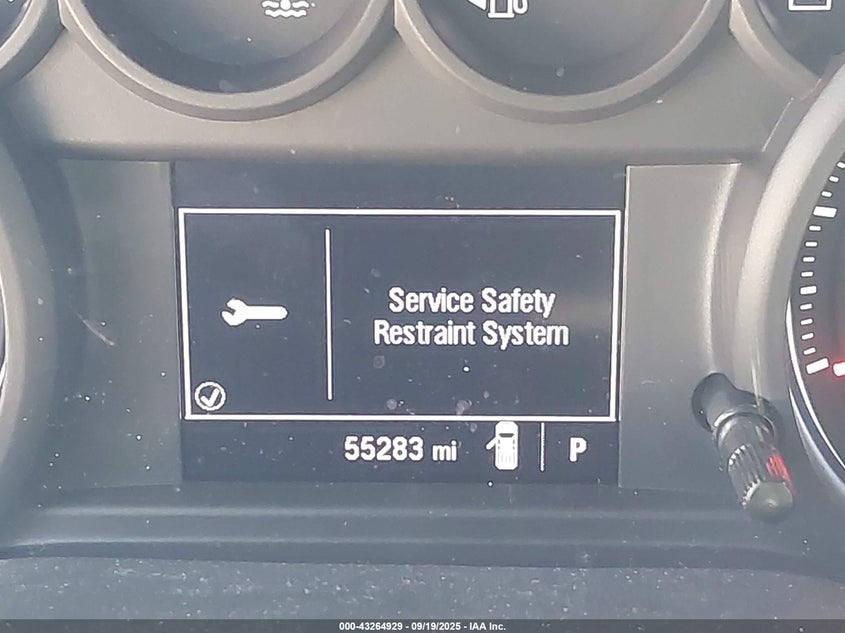 Service Safety
Restraint System
55283 mi
P
000-43264929 - 09/19/2025 - IAA Inc.